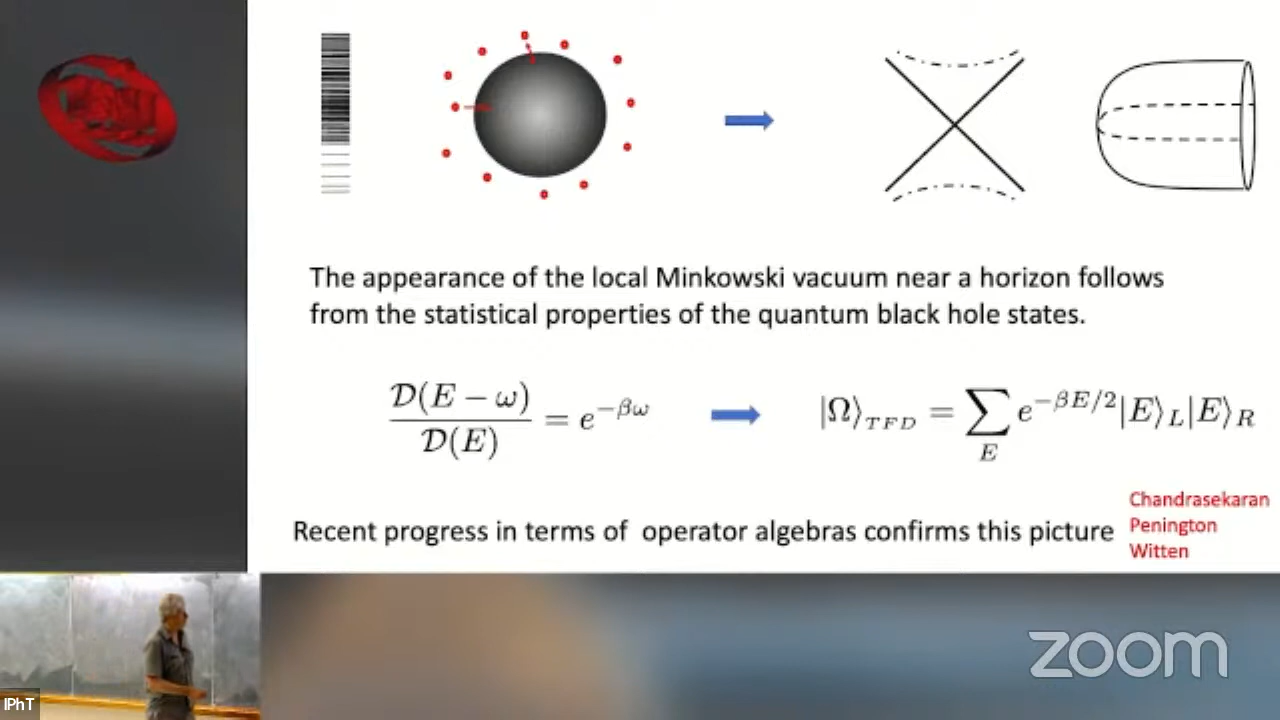 The appearance of the local Minkowski vacuum near a horizon follows
from the statistical properties of the quantum black hole states.
𝒟(E − ω)/𝒟(E) = e^{−βω}
|Ω⟩_{TFD} = ∑_E e^{−βE/2}|E⟩_L|E⟩_R
Recent progress in terms of operator algebras confirms this picture
Chandrasekaran
Penington
Witten
zoom
IPhT